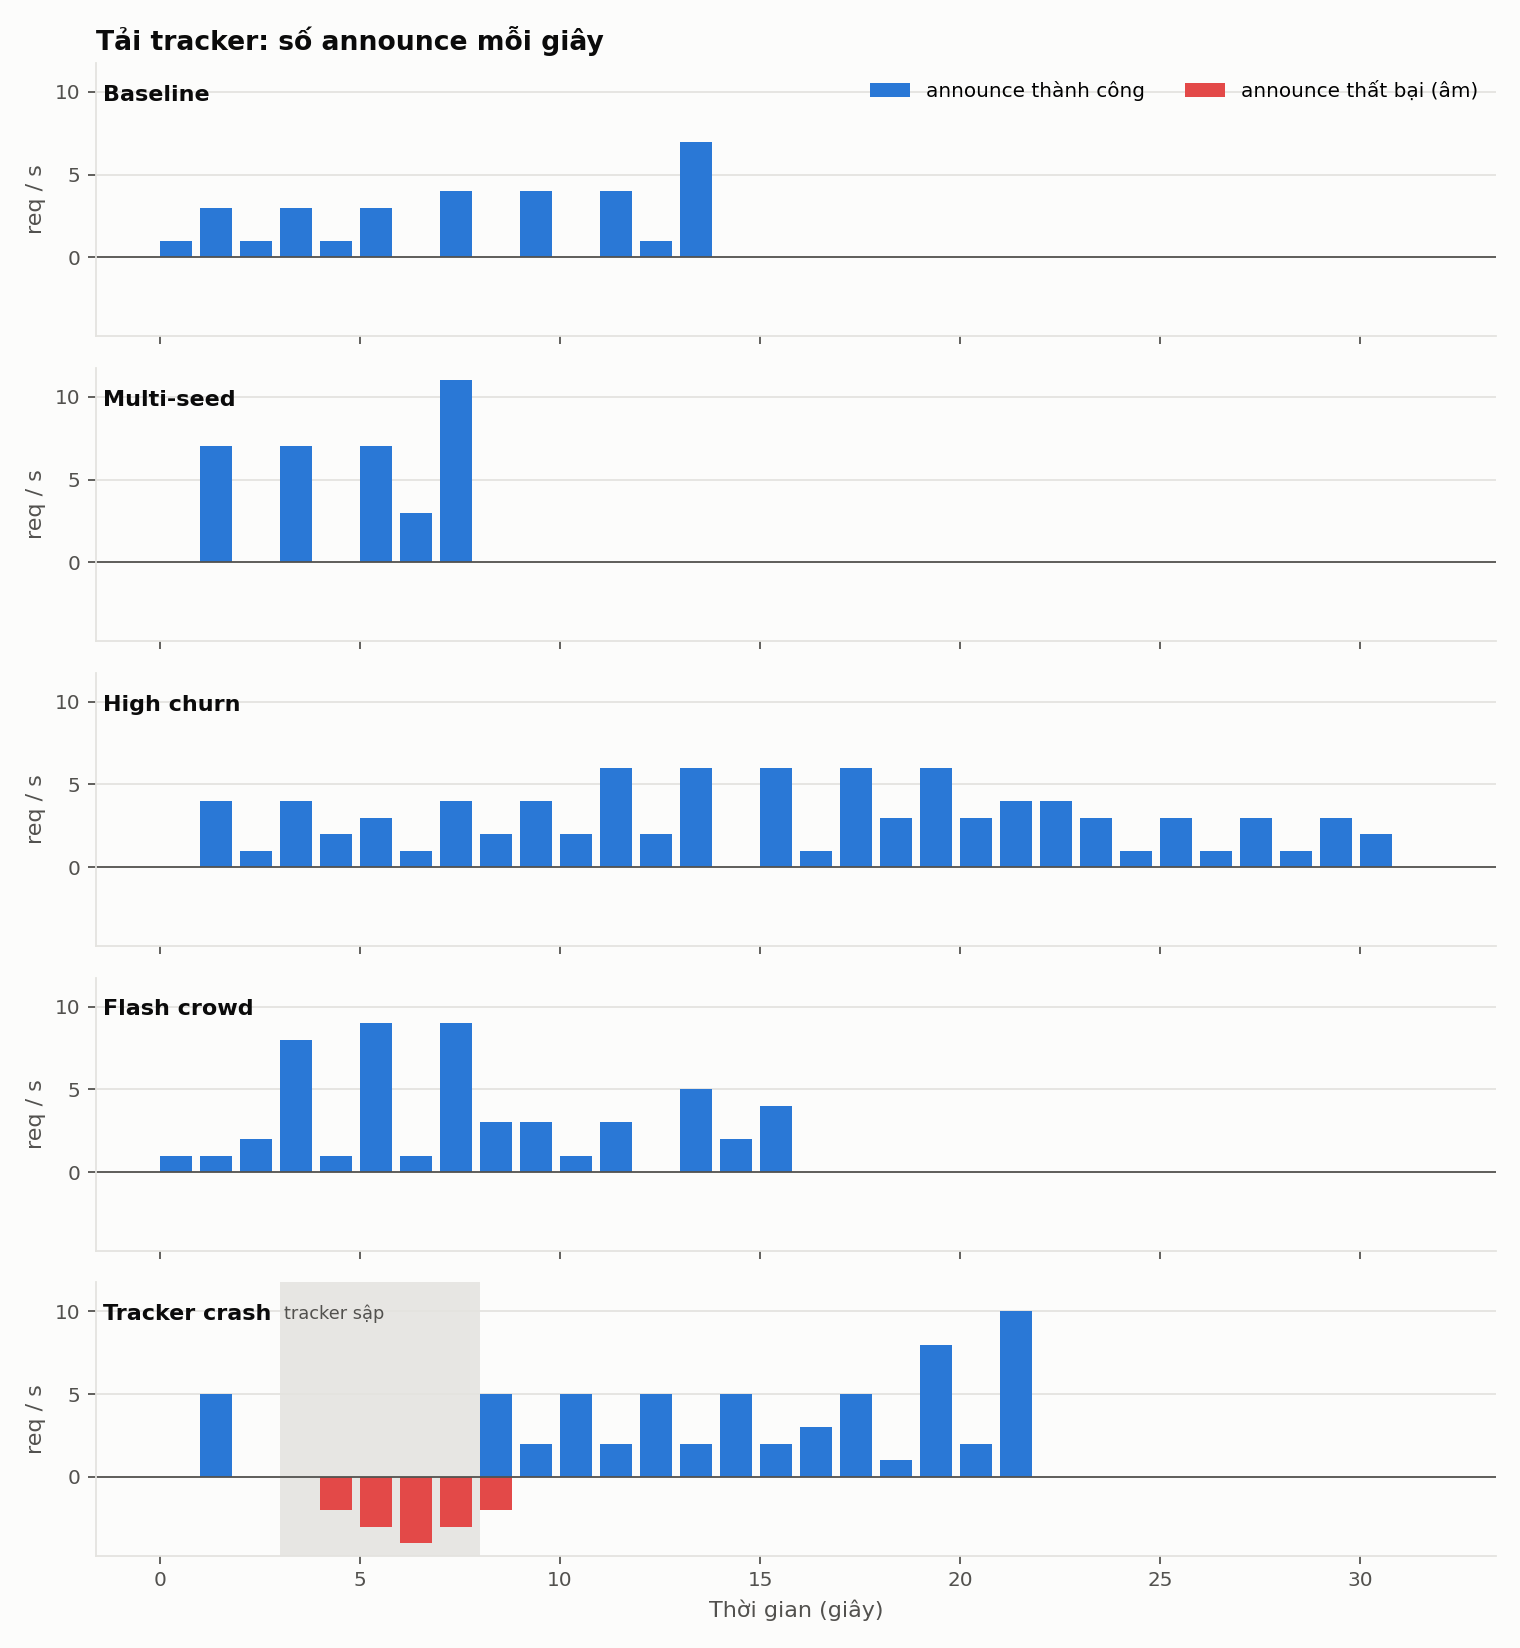 Tải tracker: số announce mỗi giây
Baseline
announce thành công
announce thất bại (âm)
10
5
0
req / s
Multi-seed
10
5
0
req / s
High churn
10
5
0
req / s
Flash crowd
10
5
0
req / s
Tracker crash
tracker sập
10
5
0
req / s
0 5 10 15 20 25 30
Thời gian (giây)